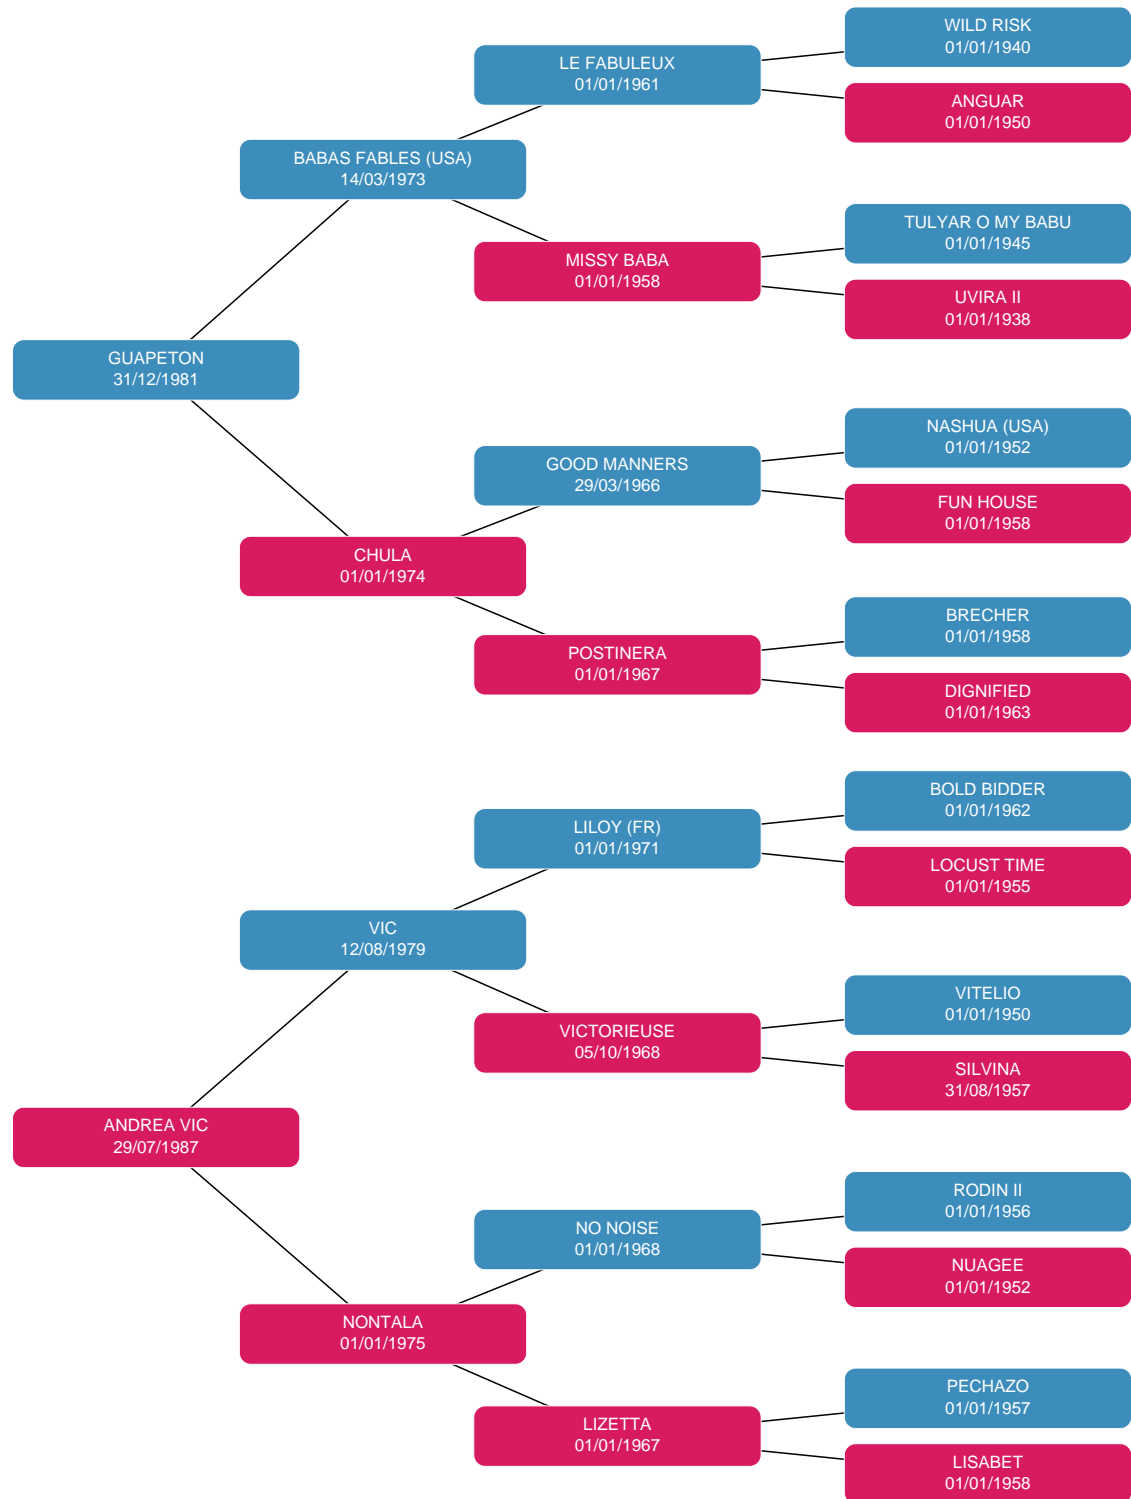 WILD RISK
01/01/1940
LE FABULEUX
01/01/1961
ANGUAR
01/01/1950
BABAS FABLES (USA)
14/03/1973
TULYAR O MY BABU
01/01/1945
MISSY BABA
01/01/1958
UVIRA II
01/01/1938
GUAPETON
31/12/1981
NASHUA (USA)
01/01/1952
GOOD MANNERS
29/03/1966
FUN HOUSE
01/01/1958
CHULA
01/01/1974
BRECHER
01/01/1958
POSTINERA
01/01/1967
DIGNIFIED
01/01/1963
BOLD BIDDER
01/01/1962
LILOY (FR)
01/01/1971
LOCUST TIME
01/01/1955
VIC
12/08/1979
VITELIO
01/01/1950
VICTORIEUSE
05/10/1968
SILVINA
31/08/1957
ANDREA VIC
29/07/1987
RODIN II
01/01/1956
NO NOISE
01/01/1968
NUAGEE
01/01/1952
NONTALA
01/01/1975
PECHAZO
01/01/1957
LIZETTA
01/01/1967
LISABET
01/01/1958